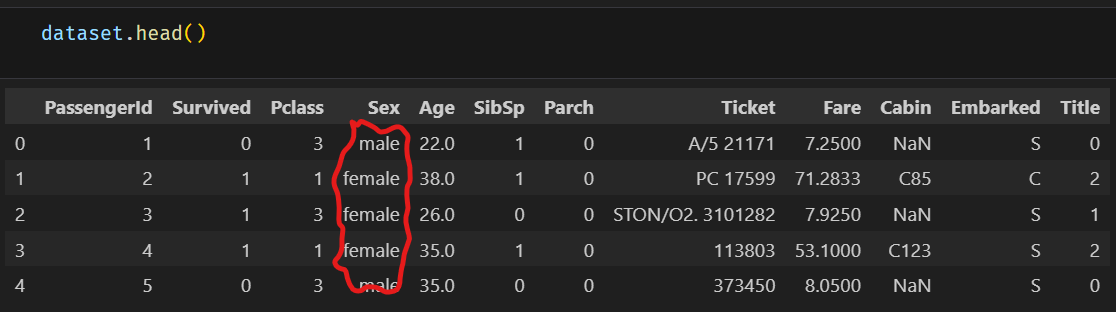 dataset.head()
PassengerId Survived Pclass Sex Age SibSp Parch Ticket Fare Cabin Embarked Title
0 1 0 3 male 22.0 1 0 A/5 21171 7.2500 NaN S 0
1 2 1 1 female 38.0 1 0 PC 17599 71.2833 C85 C 2
2 3 1 3 female 26.0 0 0 STON/O2. 3101282 7.9250 NaN S 1
3 4 1 1 female 35.0 1 0 113803 53.1000 C123 S 2
4 5 0 3 male 35.0 0 0 373450 8.0500 NaN S 0